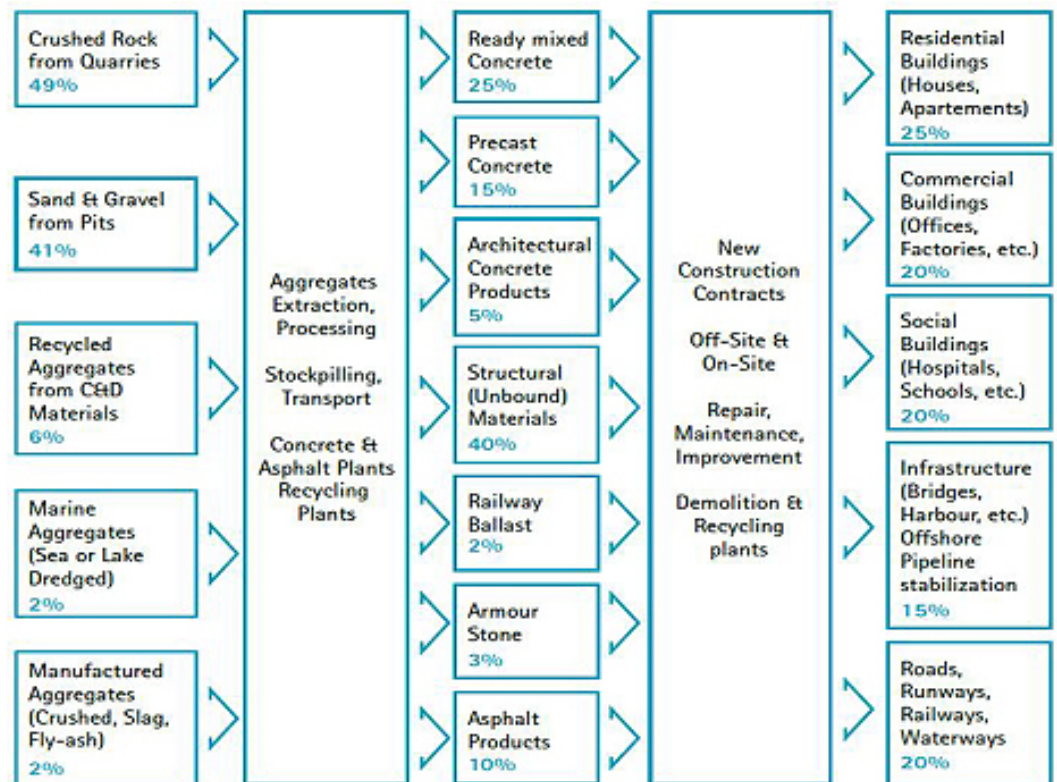 Crushed Rock
from Quarries
49%
Sand & Gravel
from Pits
41%
Recycled
Aggregates
from C&D
Materials
6%
Marine
Aggregates
(Sea or Lake
Dredged)
2%
Manufactured
Aggregates
(Crushed, Slag,
Fly-ash)
2%
Aggregates
Extraction,
Processing
Stockpilling,
Transport
Concrete &
Asphalt Plants
Recycling
Plants
Ready mixed
Concrete
25%
Precast
Concrete
15%
Architectural
Concrete
Products
5%
Structural
(Unbound)
Materials
40%
Railway
Ballast
2%
Armour
Stone
3%
Asphalt
Products
10%
New
Construction
Contracts
Off-Site &
On-Site
Repair,
Maintenance,
Improvement
Demolition &
Recycling
plants
Residential
Buildings
(Houses,
Apartements)
25%
Commercial
Buildings
(Offices,
Factories, etc.)
20%
Social
Buildings
(Hospitals,
Schools, etc.)
20%
Infrastructure
(Bridges,
Harbour, etc.)
Offshore
Pipeline
stabilization
15%
Roads,
Runways,
Railways,
Waterways
20%